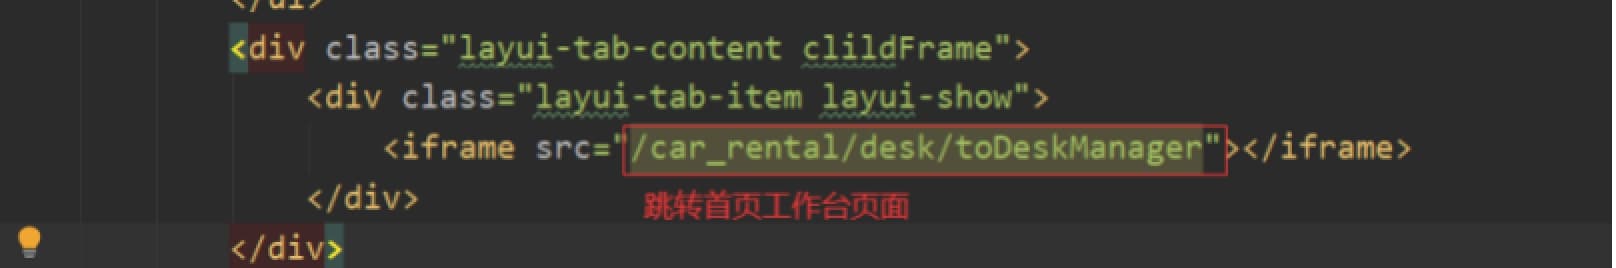 </dl>
<div class="layui-tab-content clildFrame">
<div class="layui-tab-item layui-show">
<iframe src="/car_rental/desk/toDeskManager"></iframe>
</div>
跳转首页工作台页面
</div>